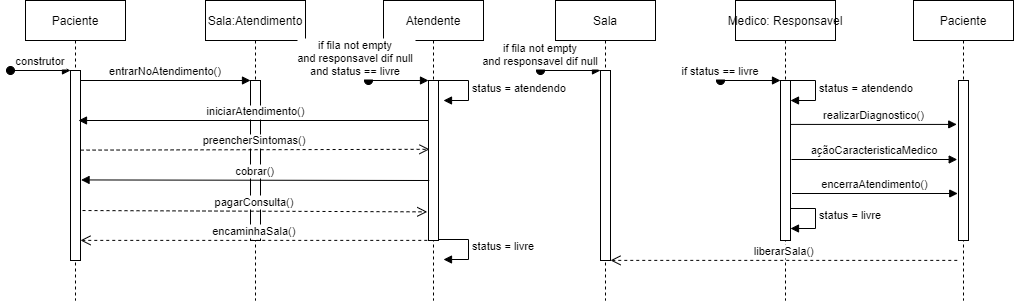 Paciente
Sala:Atendimento
Atendente
Sala
Medico: Responsavel
Paciente
construtor
if fila not empty
and responsavel dif null
and status == livre
if fila not empty
and responsavel dif null
if status == livre
entrarNoAtendimento()
status = atendendo
status = atendendo
iniciarAtendimento()
realizarDiagnostico()
preencherSintomas()
açãoCaracteristicaMedico
cobrar()
encerraAtendimento()
pagarConsulta()
status = livre
encaminhaSala()
status = livre
liberarSala()